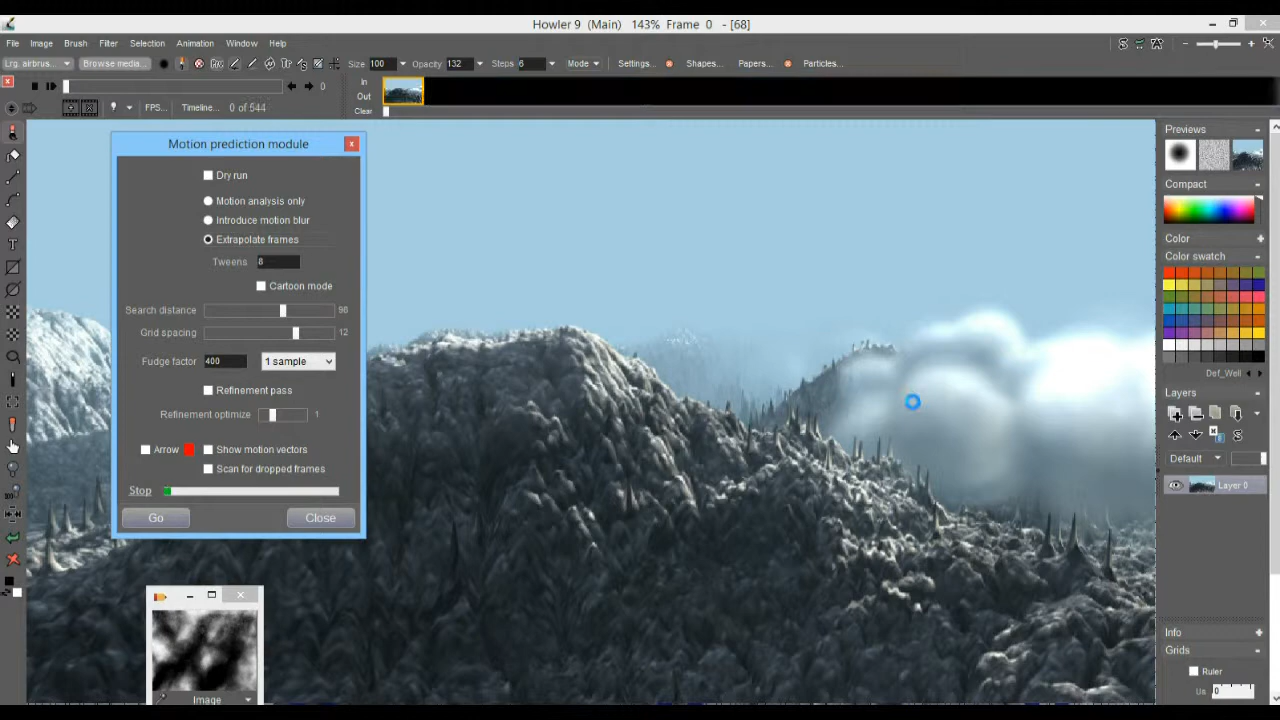 Howler 9 (Main) 143% Frame 0 - [68]
File Image Brush Filter Selection Animation Window Help
Lrg. airbrus... Browse media... Size 100 Opacity 132 Steps 6 Mode Settings... Shapes... Papers... Particles...
0
In
Out
Clear
FPS... Timeline... 0 of 544
Motion prediction module
Dry run
Motion analysis only
Introduce motion blur
Extrapolate frames
Tweens 8
Cartoon mode
Search distance 98
Grid spacing 12
Fudge factor 400 1 sample
Refinement pass
Refinement optimize 1
Arrow Show motion vectors
Scan for dropped frames
Stop
Go Close
Image
Previews
Compact
Color
Color swatch
Def_Well
Layers
Default
Layer 0
Info
Grids
Ruler
Us 0